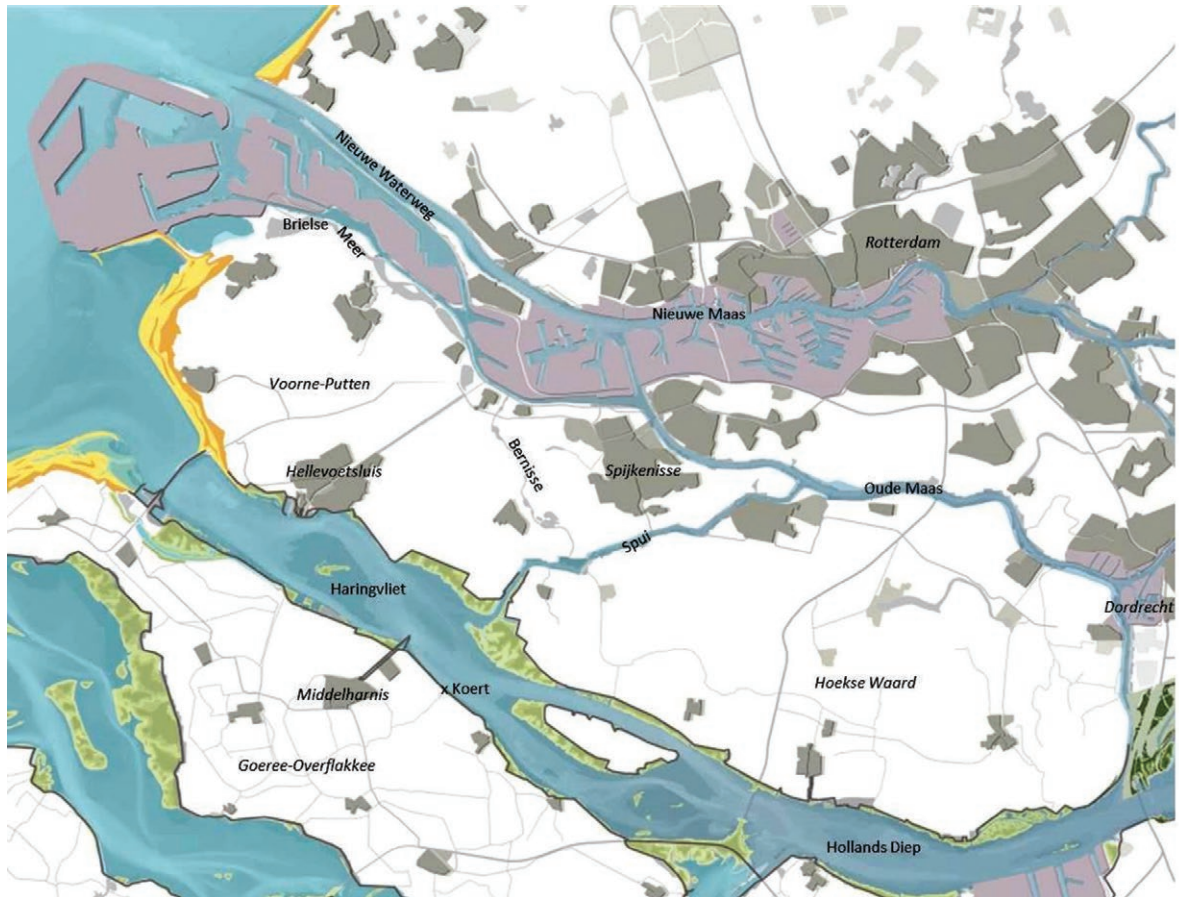 Nieuwe Waterweg
Brielse
Meer
Rotterdam
Nieuwe Maas
Voorne-Putten
Hellevoetsluis
Bernisse
Spijkenisse
Oude Maas
Spui
Haringvliet
Dordrecht
Middelharnis
x Koert
Hoekse Waard
Goeree-Overflakkee
Hollands Diep